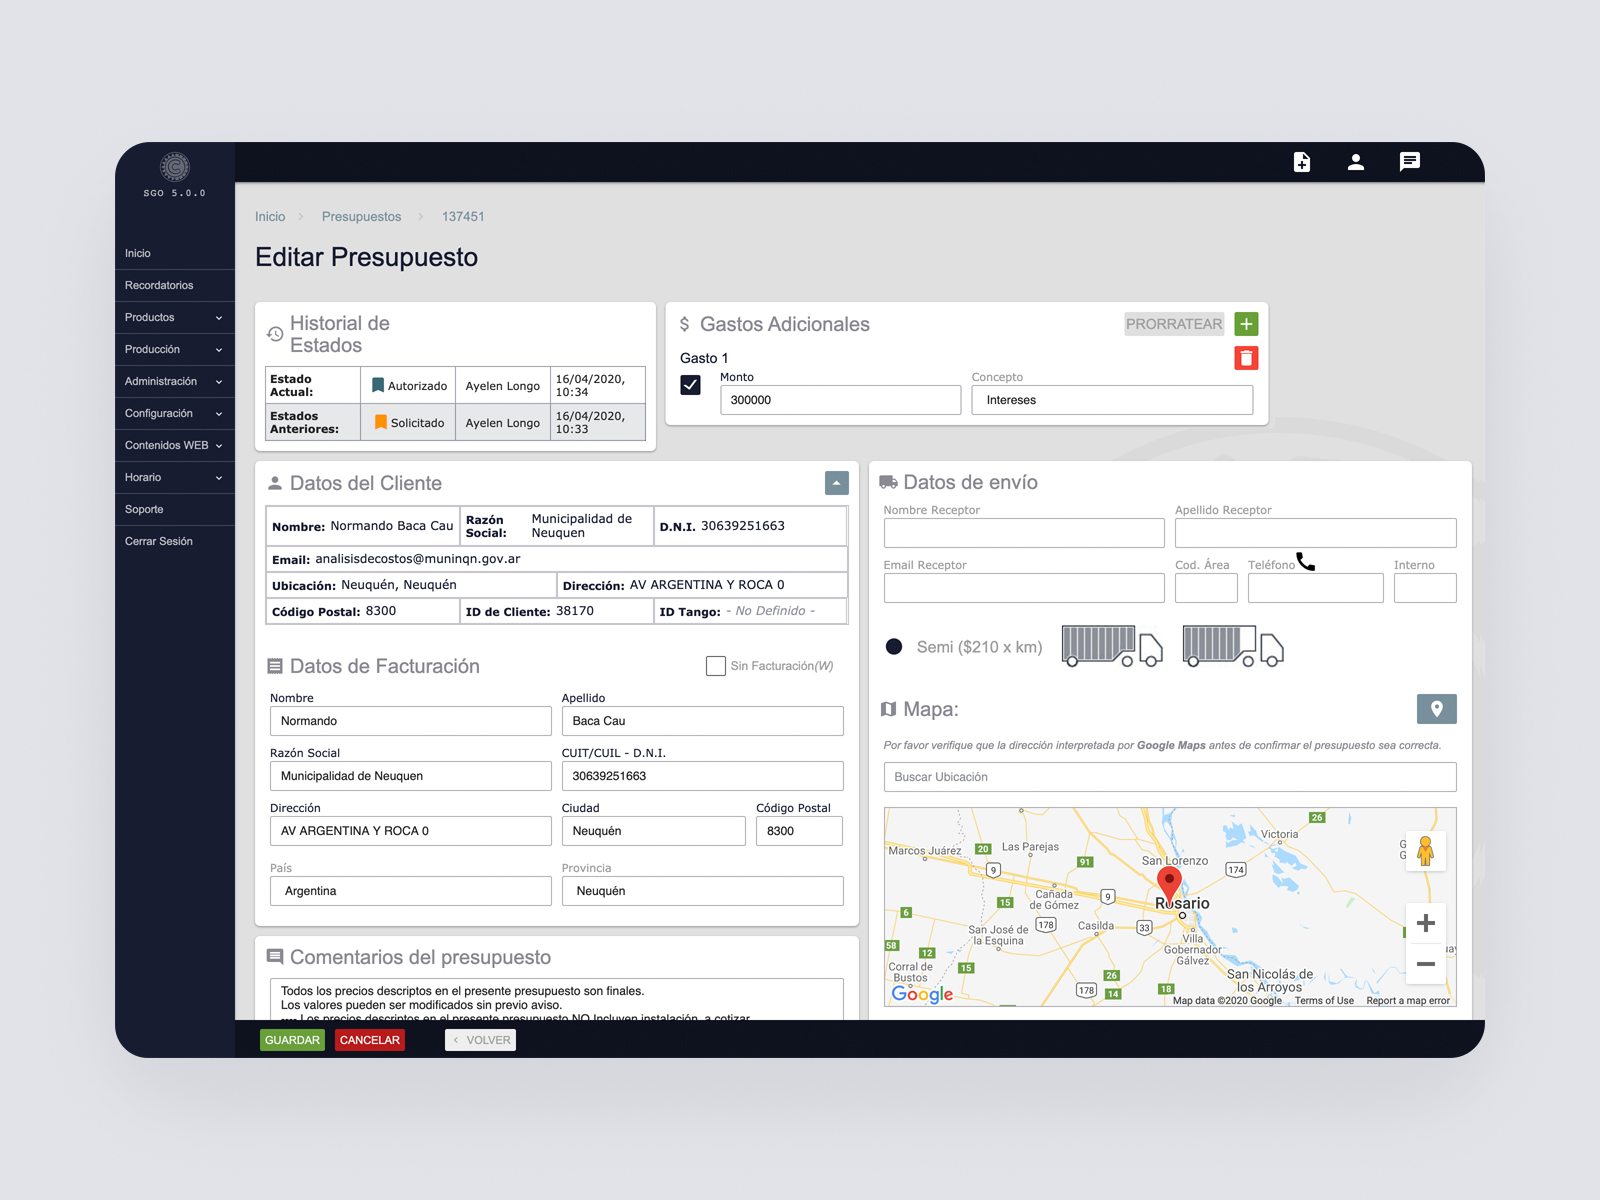 SGO 5.0.0
Inicio
Recordatorios
Productos
Producción
Administración
Configuración
Contenidos WEB
Horario
Soporte
Cerrar Sesión
Inicio > Presupuestos > 137451
Editar Presupuesto
Historial de
Estados
Estado Actual: Autorizado Ayelen Longo 16/04/2020, 10:34
Estados Anteriores: Solicitado Ayelen Longo 16/04/2020, 10:33
$ Gastos Adicionales PRORRATEAR +
Gasto 1
Monto Concepto
300000 Intereses
Datos del Cliente
Nombre: Normando Baca Cau Razón Social: Municipalidad de Neuquen D.N.I. 30639251663
Email: analisisdecostos@muninqn.gov.ar
Ubicación: Neuquén, Neuquén Dirección: AV ARGENTINA Y ROCA 0
Código Postal: 8300 ID de Cliente: 38170 ID Tango: - No Definido -
Datos de Facturación Sin Facturación(W)
Nombre Apellido
Normando Baca Cau
Razón Social CUIT/CUIL - D.N.I.
Municipalidad de Neuquen 30639251663
Dirección Ciudad Código Postal
AV ARGENTINA Y ROCA 0 Neuquén 8300
País Provincia
Argentina Neuquén
Comentarios del presupuesto
Todos los precios descriptos en el presente presupuesto son finales.
Los valores pueden ser modificados sin previo aviso.
---- Los precios descriptos en el presente presupuesto NO Incluyen instalación, a cotizar
Datos de envío
Nombre Receptor Apellido Receptor
Email Receptor Cod. Área Teléfono Interno
Semi ($210 x km)
Mapa:
Por favor verifique que la dirección interpretada por Google Maps antes de confirmar el presupuesto sea correcta.
Buscar Ubicación
26
Victoria
Marcos Juárez 20 Las Parejas
91 San Lorenzo
9 174
Cañada
de Gómez 9
15 Rosario
6
San José de
la Esquina 178 Casilda 33
Villa
Gobernador
Gálvez
58 12
Corral de
Bustos 15 26
San Nicolás de
los Arroyos
178 14 18
Google
Map data ©2020 Google Terms of Use Report a map error
GUARDAR CANCELAR < VOLVER